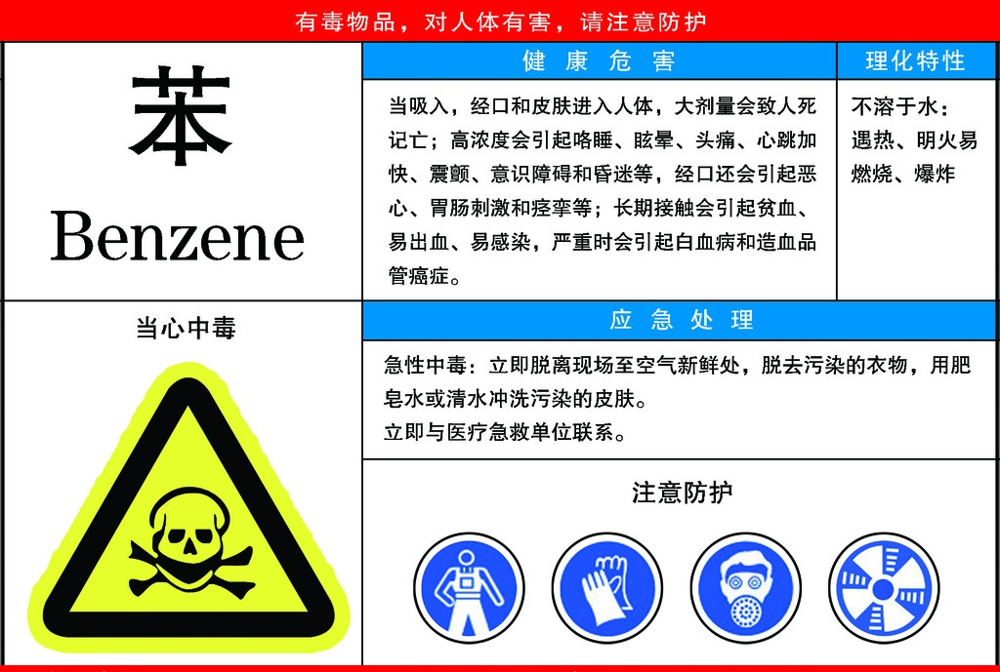 有毒物品，对人体有害，请注意防护
苯
Benzene
健 康 危 害
当吸入，经口和皮肤进入人体，大剂量会致人死
记亡；高浓度会引起咯睡、眩晕、头痛、心跳加
快、震颤、意识障碍和昏迷等，经口还会引起恶
心、胃肠刺激和痉挛等；长期接触会引起贫血、
易出血、易感染，严重时会引起白血病和造血品
管癌症。
理化特性
不溶于水：
遇热、明火易
燃烧、爆炸
当心中毒
应 急 处 理
急性中毒：立即脱离现场至空气新鲜处，脱去污染的衣物，用肥
皂水或清水冲洗污染的皮肤。
立即与医疗急救单位联系。
注意防护